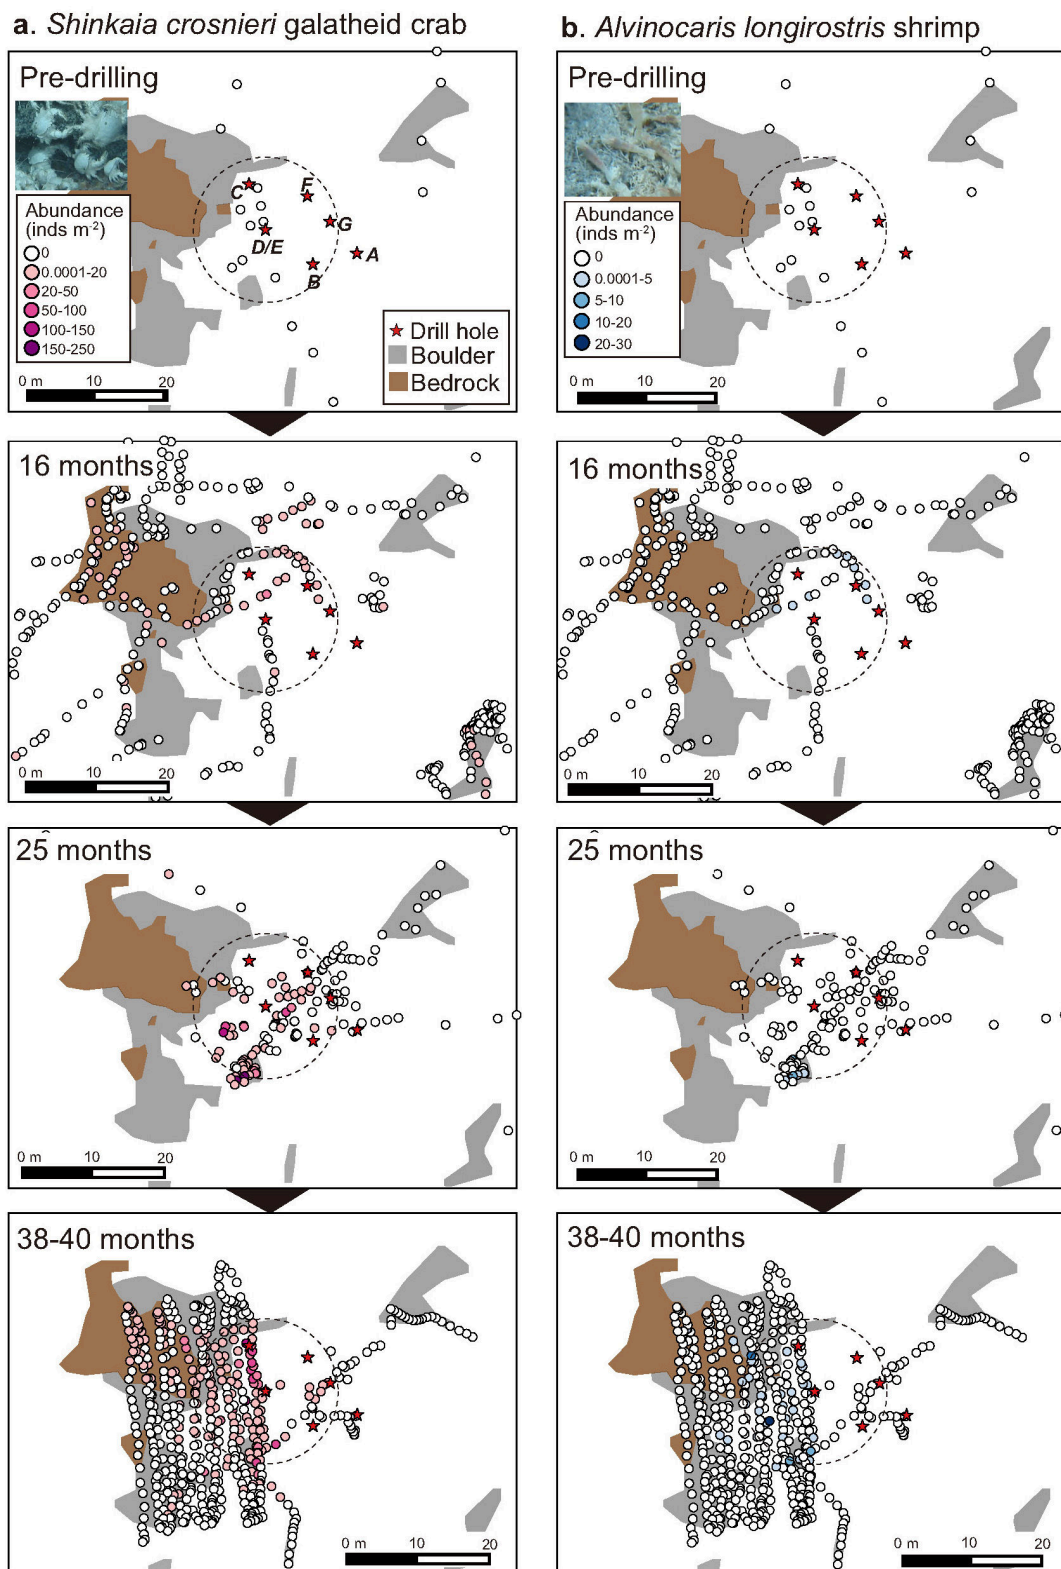 a. Shinkaia crosnieri galatheid crab
Pre-drilling
Abundance
(inds m-2)
0
0.0001-20
20-50
50-100
100-150
150-250
C
F
G
D/E
A
B
Drill hole
Boulder
Bedrock
0 m 10 20
16 months
0 m 10 20
25 months
0 m 10 20
38-40 months
0 m 10 20
b. Alvinocaris longirostris shrimp
Pre-drilling
Abundance
(inds m-2)
0
0.0001-5
5-10
10-20
20-30
0 m 10 20
16 months
0 m 10 20
25 months
0 m 10 20
38-40 months
0 m 10 20